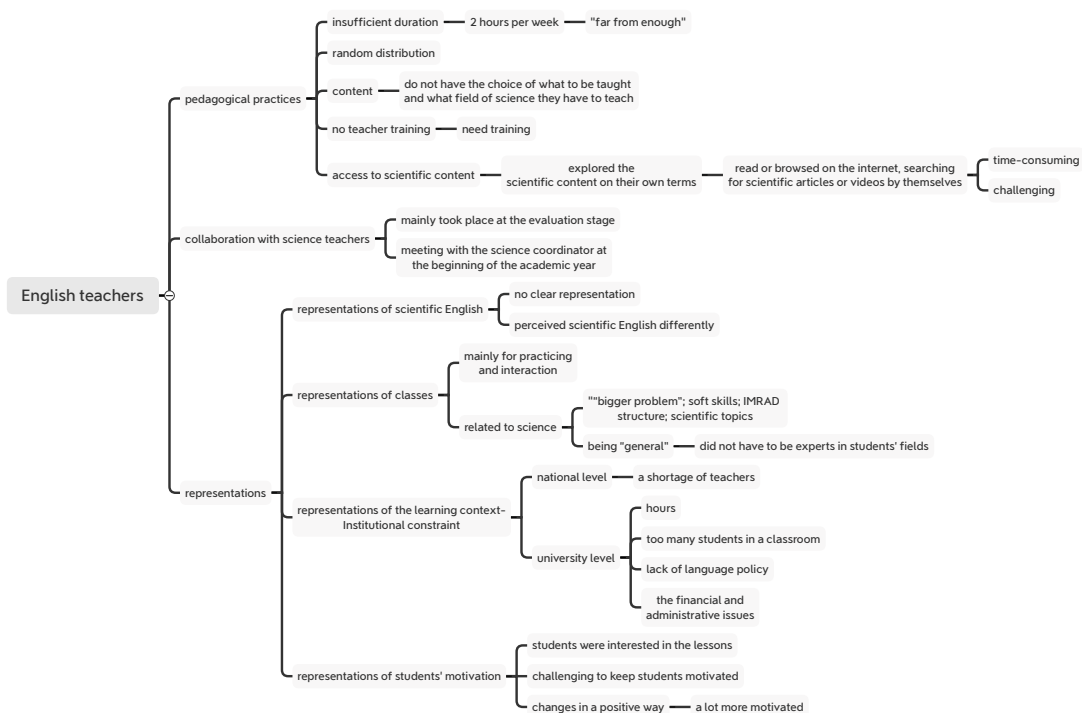 English teachers
pedagogical practices
insufficient duration
2 hours per week
"far from enough"
random distribution
content
do not have the choice of what to be taught
and what field of science they have to teach
no teacher training
need training
access to scientific content
explored the
scientific content on their own terms
read or browsed on the internet, searching
for scientific articles or videos by themselves
time-consuming
challenging
collaboration with science teachers
mainly took place at the evaluation stage
meeting with the science coordinator at
the beginning of the academic year
representations
representations of scientific English
no clear representation
perceived scientific English differently
representations of classes
mainly for practicing
and interaction
related to science
""bigger problem"; soft skills; IMRAD
structure; scientific topics
being "general"
did not have to be experts in students' fields
representations of the learning context-
Institutional constraint
national level
a shortage of teachers
university level
hours
too many students in a classroom
lack of language policy
the financial and
administrative issues
representations of students' motivation
students were interested in the lessons
challenging to keep students motivated
changes in a positive way
a lot more motivated